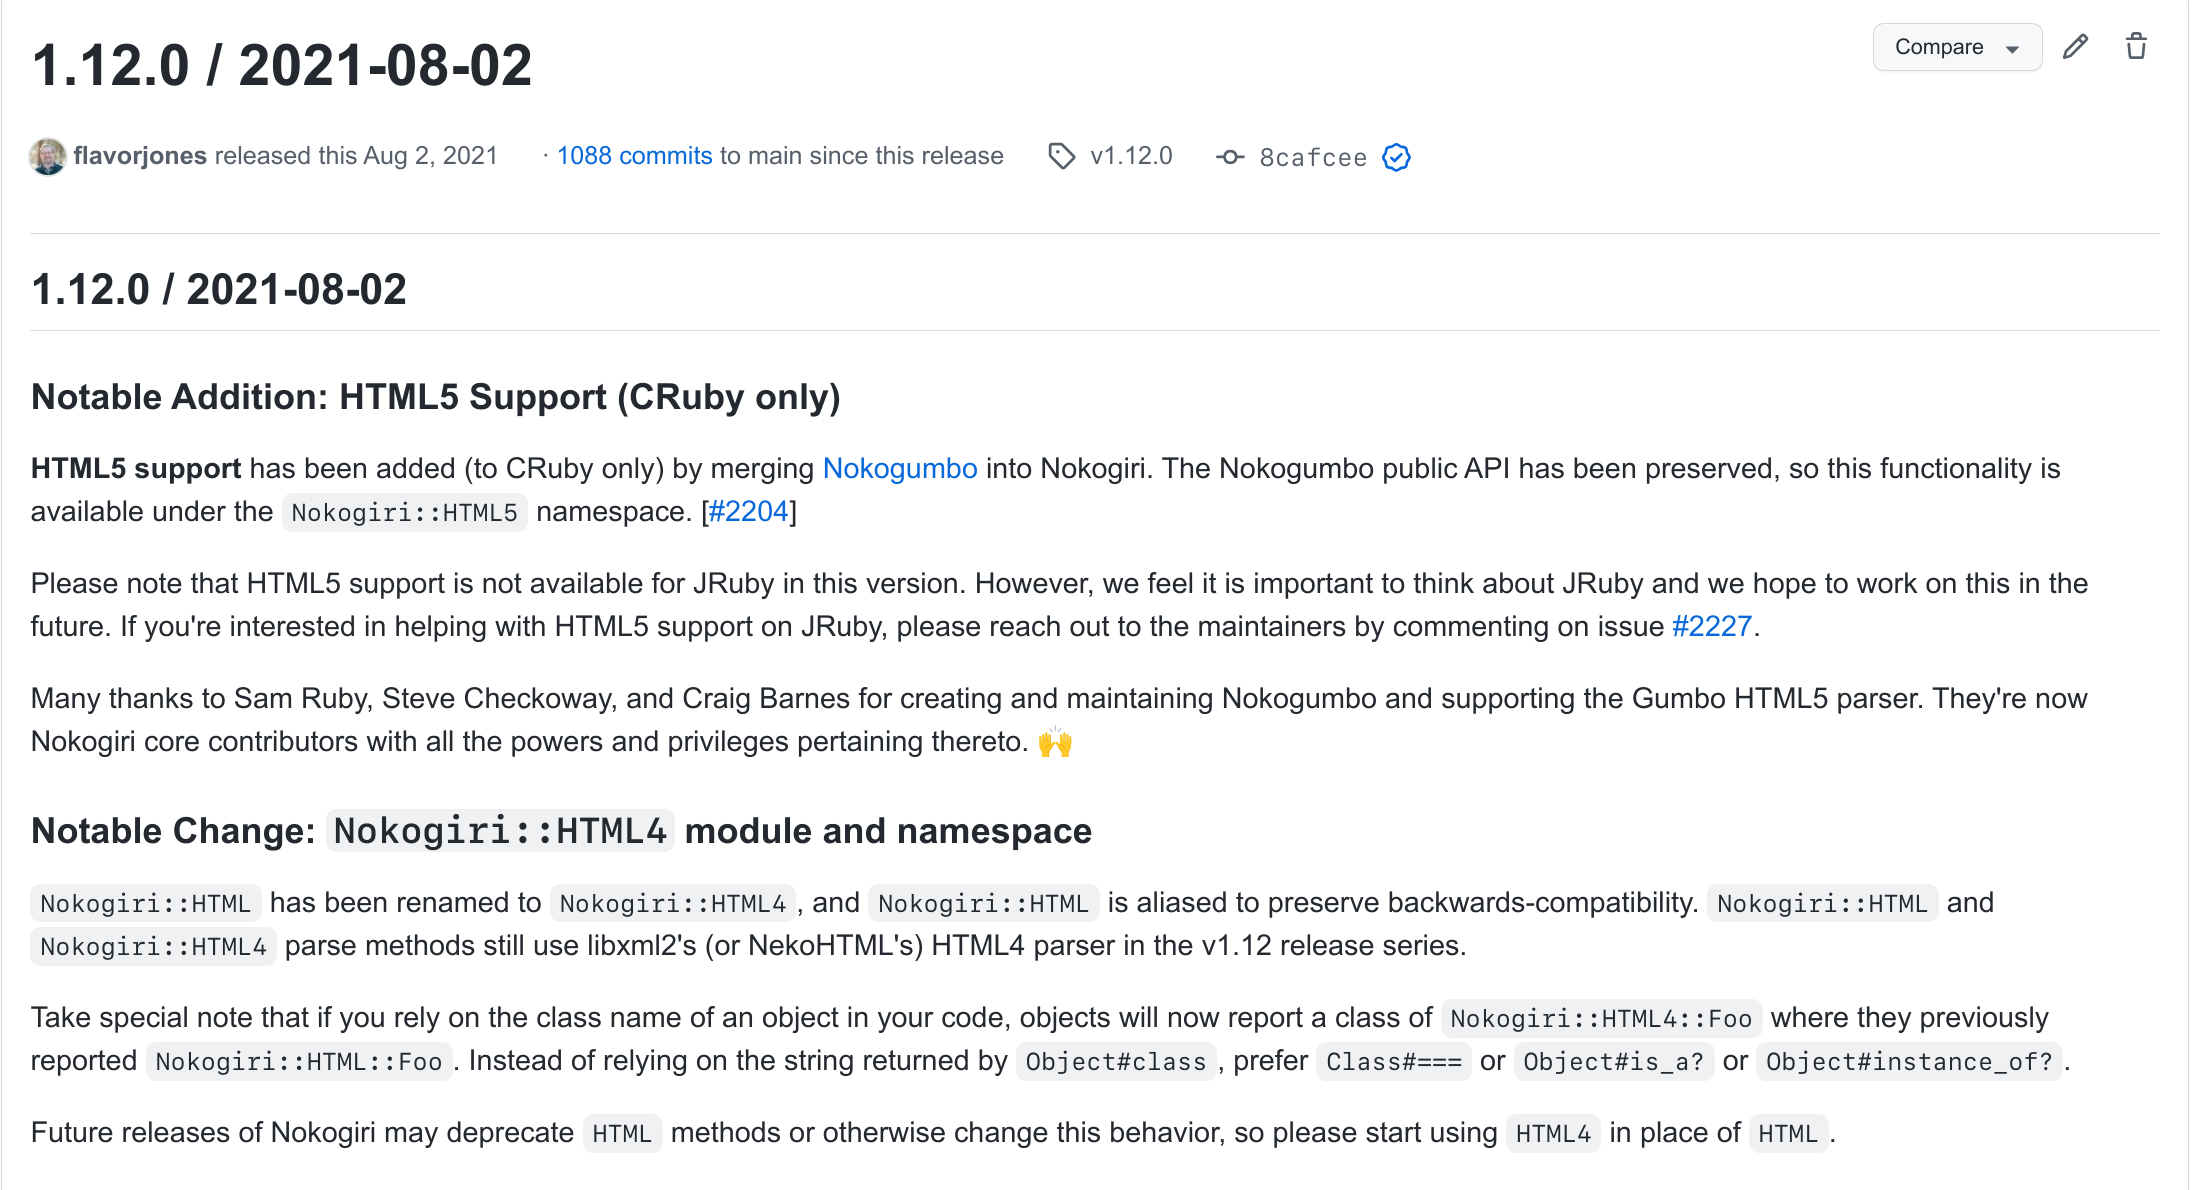 1.12.0 / 2021-08-02
Compare
flavorjones released this Aug 2, 2021 · 1088 commits to main since this release v1.12.0 8cafcee
1.12.0 / 2021-08-02
Notable Addition: HTML5 Support (CRuby only)
HTML5 support has been added (to CRuby only) by merging Nokogumbo into Nokogiri. The Nokogumbo public API has been preserved, so this functionality is
available under the Nokogiri::HTML5 namespace. [#2204]
Please note that HTML5 support is not available for JRuby in this version. However, we feel it is important to think about JRuby and we hope to work on this in the
future. If you're interested in helping with HTML5 support on JRuby, please reach out to the maintainers by commenting on issue #2227.
Many thanks to Sam Ruby, Steve Checkoway, and Craig Barnes for creating and maintaining Nokogumbo and supporting the Gumbo HTML5 parser. They're now
Nokogiri core contributors with all the powers and privileges pertaining thereto. 🙌
Notable Change: Nokogiri::HTML4 module and namespace
Nokogiri::HTML has been renamed to Nokogiri::HTML4, and Nokogiri::HTML is aliased to preserve backwards-compatibility. Nokogiri::HTML and
Nokogiri::HTML4 parse methods still use libxml2's (or NekoHTML's) HTML4 parser in the v1.12 release series.
Take special note that if you rely on the class name of an object in your code, objects will now report a class of Nokogiri::HTML4::Foo where they previously
reported Nokogiri::HTML::Foo. Instead of relying on the string returned by Object#class, prefer Class#=== or Object#is_a? or Object#instance_of?.
Future releases of Nokogiri may deprecate HTML methods or otherwise change this behavior, so please start using HTML4 in place of HTML.